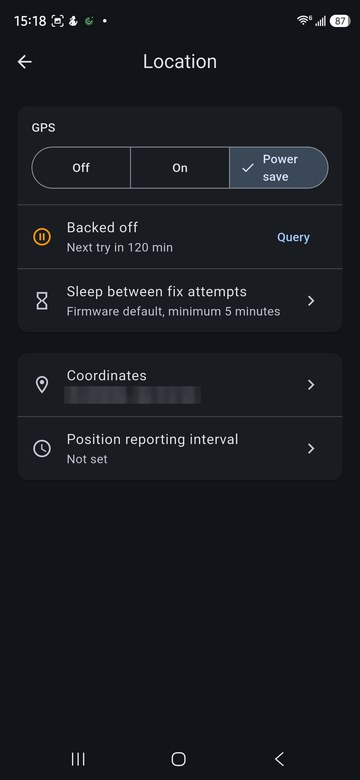 15:18
6
87
Location
GPS
Off
On
Power
save
Backed off
Next try in 120 min
Query
Sleep between fix attempts
Firmware default, minimum 5 minutes
Coordinates
Position reporting interval
Not set